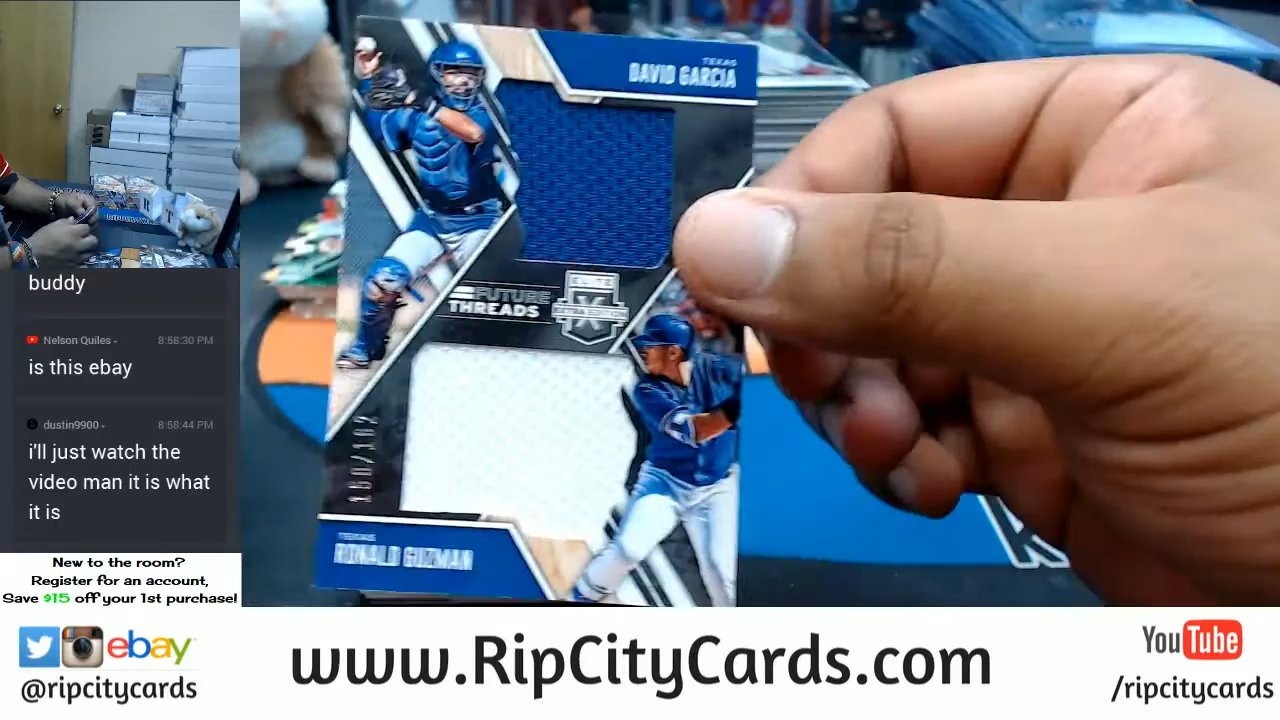 buddy
Nelson Quiles
8:58:30 PM
is this ebay
dustin9900
8:58:44 PM
i'll just watch the
video man it is what
it is
New to the room?
Register for an account,
Save $15 off your 1st purchase!
TEXAS
DAVID GARCIA
FUTURE
THREADS
ELITE
X
TEXAS
RONALD GUZMAN
ebay
@ripcitycards
www.RipCityCards.com
YouTube
/ripcitycards